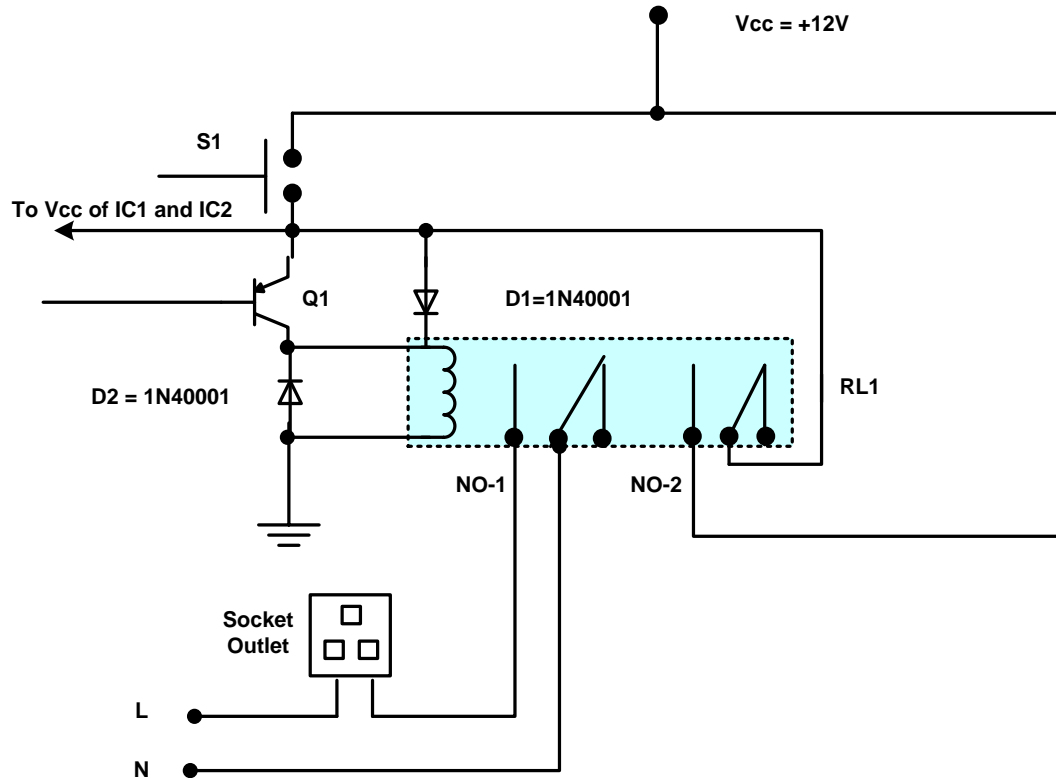 Vcc = +12V
S1
To Vcc of IC1 and IC2
Q1
D1=1N40001
D2 = 1N40001
RL1
NO-1
NO-2
Socket
Outlet
L
N